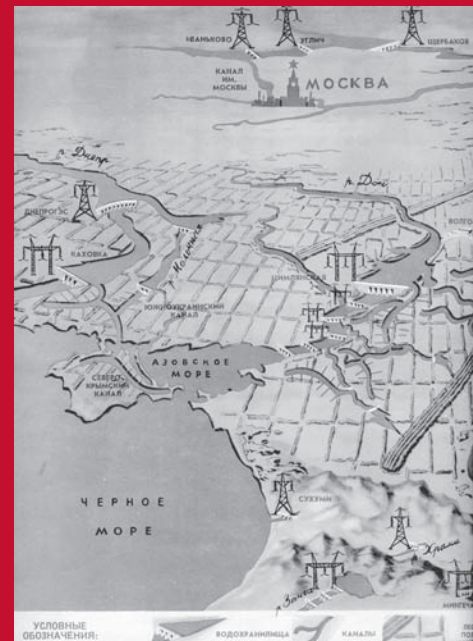 ИВАНЬКОВО
УГЛИЧ
ЩЕРБАКОВ
КАНАЛ
ИМ.
МОСКВЫ
МОСКВА
р. Днепр
р. Дон
ДНЕПРОГЭС
КАХОВКА
р. Молочная
ЦИМЛЯНСКАЯ
ЮЖНОУКРАИНСКИЙ
КАНАЛ
АЗОВСКОЕ
МОРЕ
СЕВЕРО-
КРЫМСКИЙ
КАНАЛ
ЧЕРНОЕ
МОРЕ
СУХУМИ
Храми
р. Занга
УСЛОВНЫЕ
ОБОЗНАЧЕНИЯ:
ВОДОХРАНИЛИЩА
КАНАЛЫ